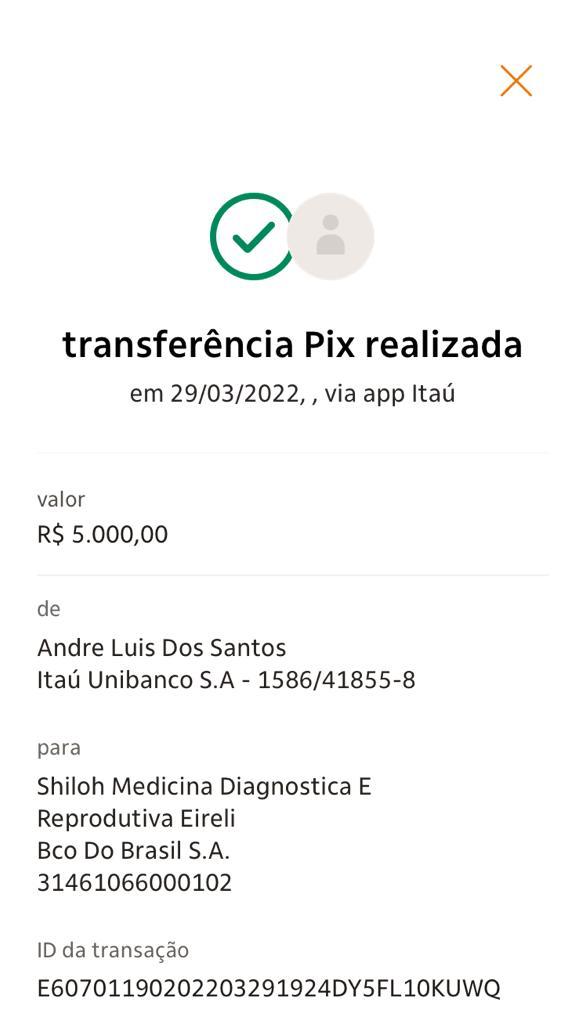 transferência Pix realizada
em 29/03/2022, , via app Itaú
valor
R$ 5.000,00
de
Andre Luis Dos Santos
Itaú Unibanco S.A - 1586/41855-8
para
Shiloh Medicina Diagnostica E
Reprodutiva Eireli
Bco Do Brasil S.A.
31461066000102
ID da transação
E60701190202203291924DY5FL10KUWQ